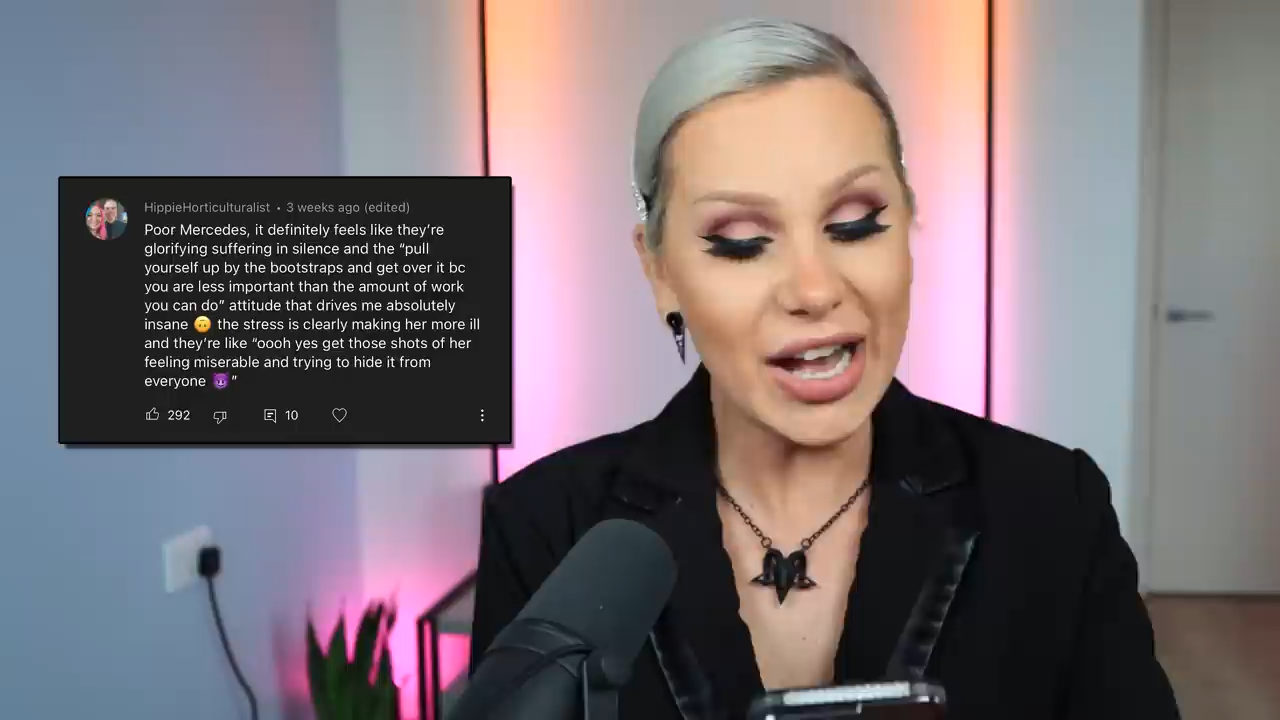 HippieHorticulturalist • 3 weeks ago (edited)
Poor Mercedes, it definitely feels like they’re
glorifying suffering in silence and the “pull
yourself up by the bootstraps and get over it bc
you are less important than the amount of work
you can do” attitude that drives me absolutely
insane 🙃 the stress is clearly making her more ill
and they’re like “oooh yes get those shots of her
feeling miserable and trying to hide it from
everyone 😈”
292 10